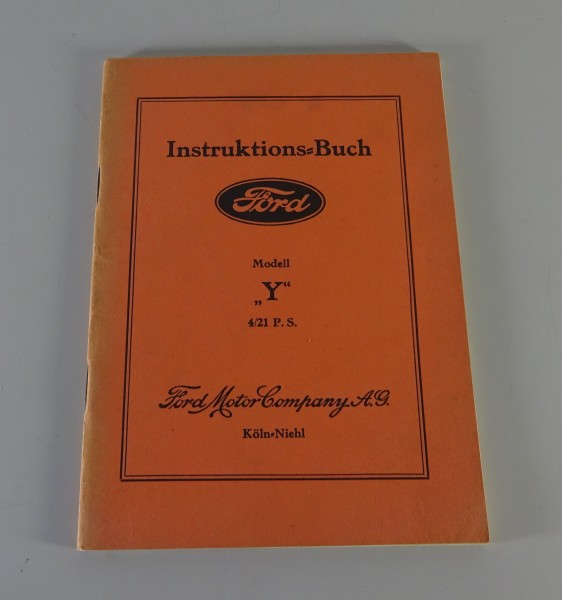 Instruktions=Buch
Ford
Modell
„Y“
4/21 P. S.
Ford Motor Company A.G.
Köln=Niehl